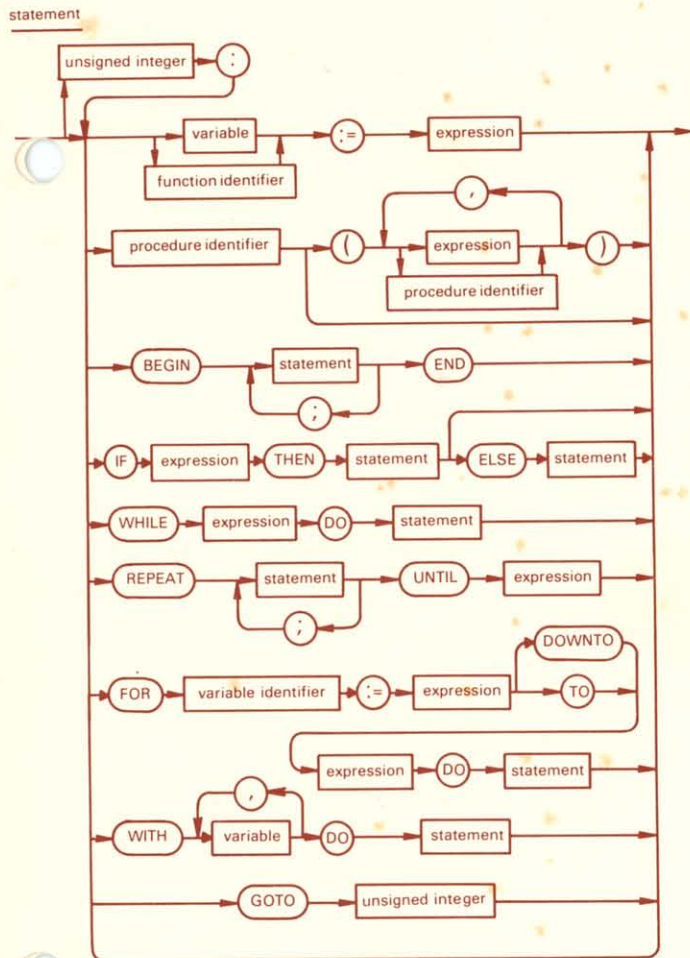 statement
unsigned integer :
variable := expression
function identifier
,
procedure identifier ( expression )
procedure identifier
BEGIN statement END
;
IF expression THEN statement ELSE statement
WHILE expression DO statement
REPEAT statement UNTIL expression
;
DOWNTO
FOR variable identifier := expression TO
expression DO statement
,
WITH variable DO statement
GOTO unsigned integer